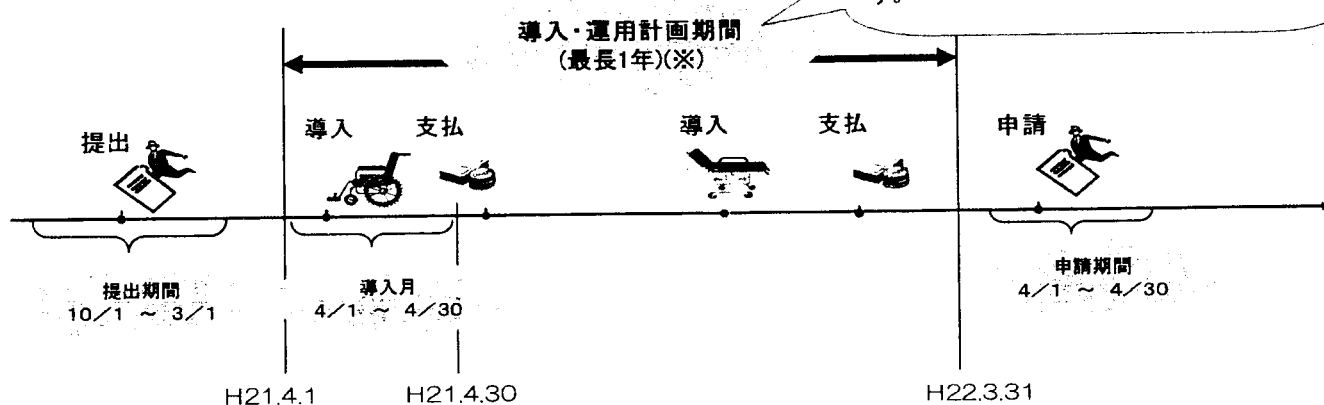 す。
導入・運用計画期間
(最長1年)(※)
提出
導入
支払
導入
支払
申請
提出期間
10/1 ~ 3/1
導入月
4/1 ~ 4/30
申請期間
4/1 ~ 4/30
H21.4.1
H21.4.30
H22.3.31